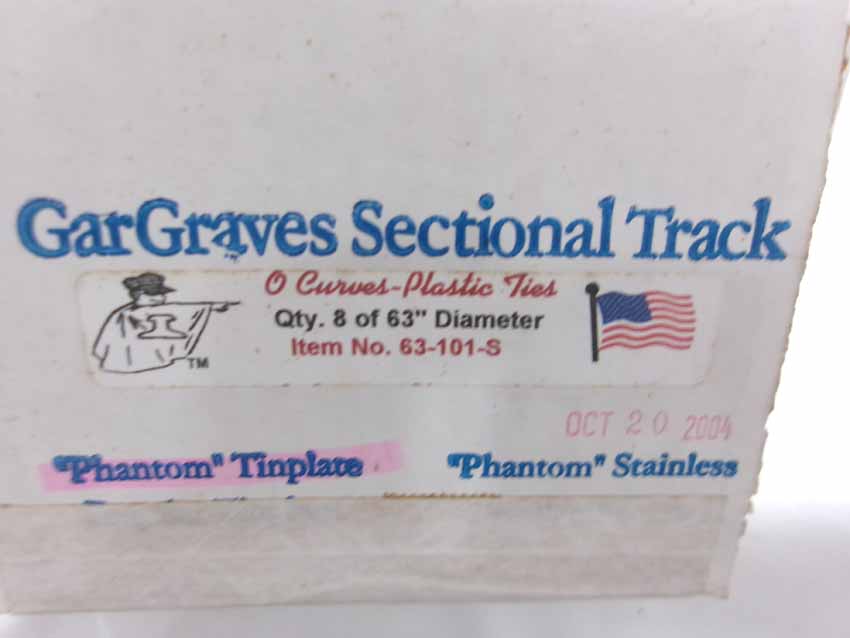 GarGraves Sectional Track
O Curves-Plastic Ties
Qty. 8 of 63" Diameter
Item No. 63-101-S
TM
OCT 20 2004
"Phantom" Tinplate "Phantom" Stainless